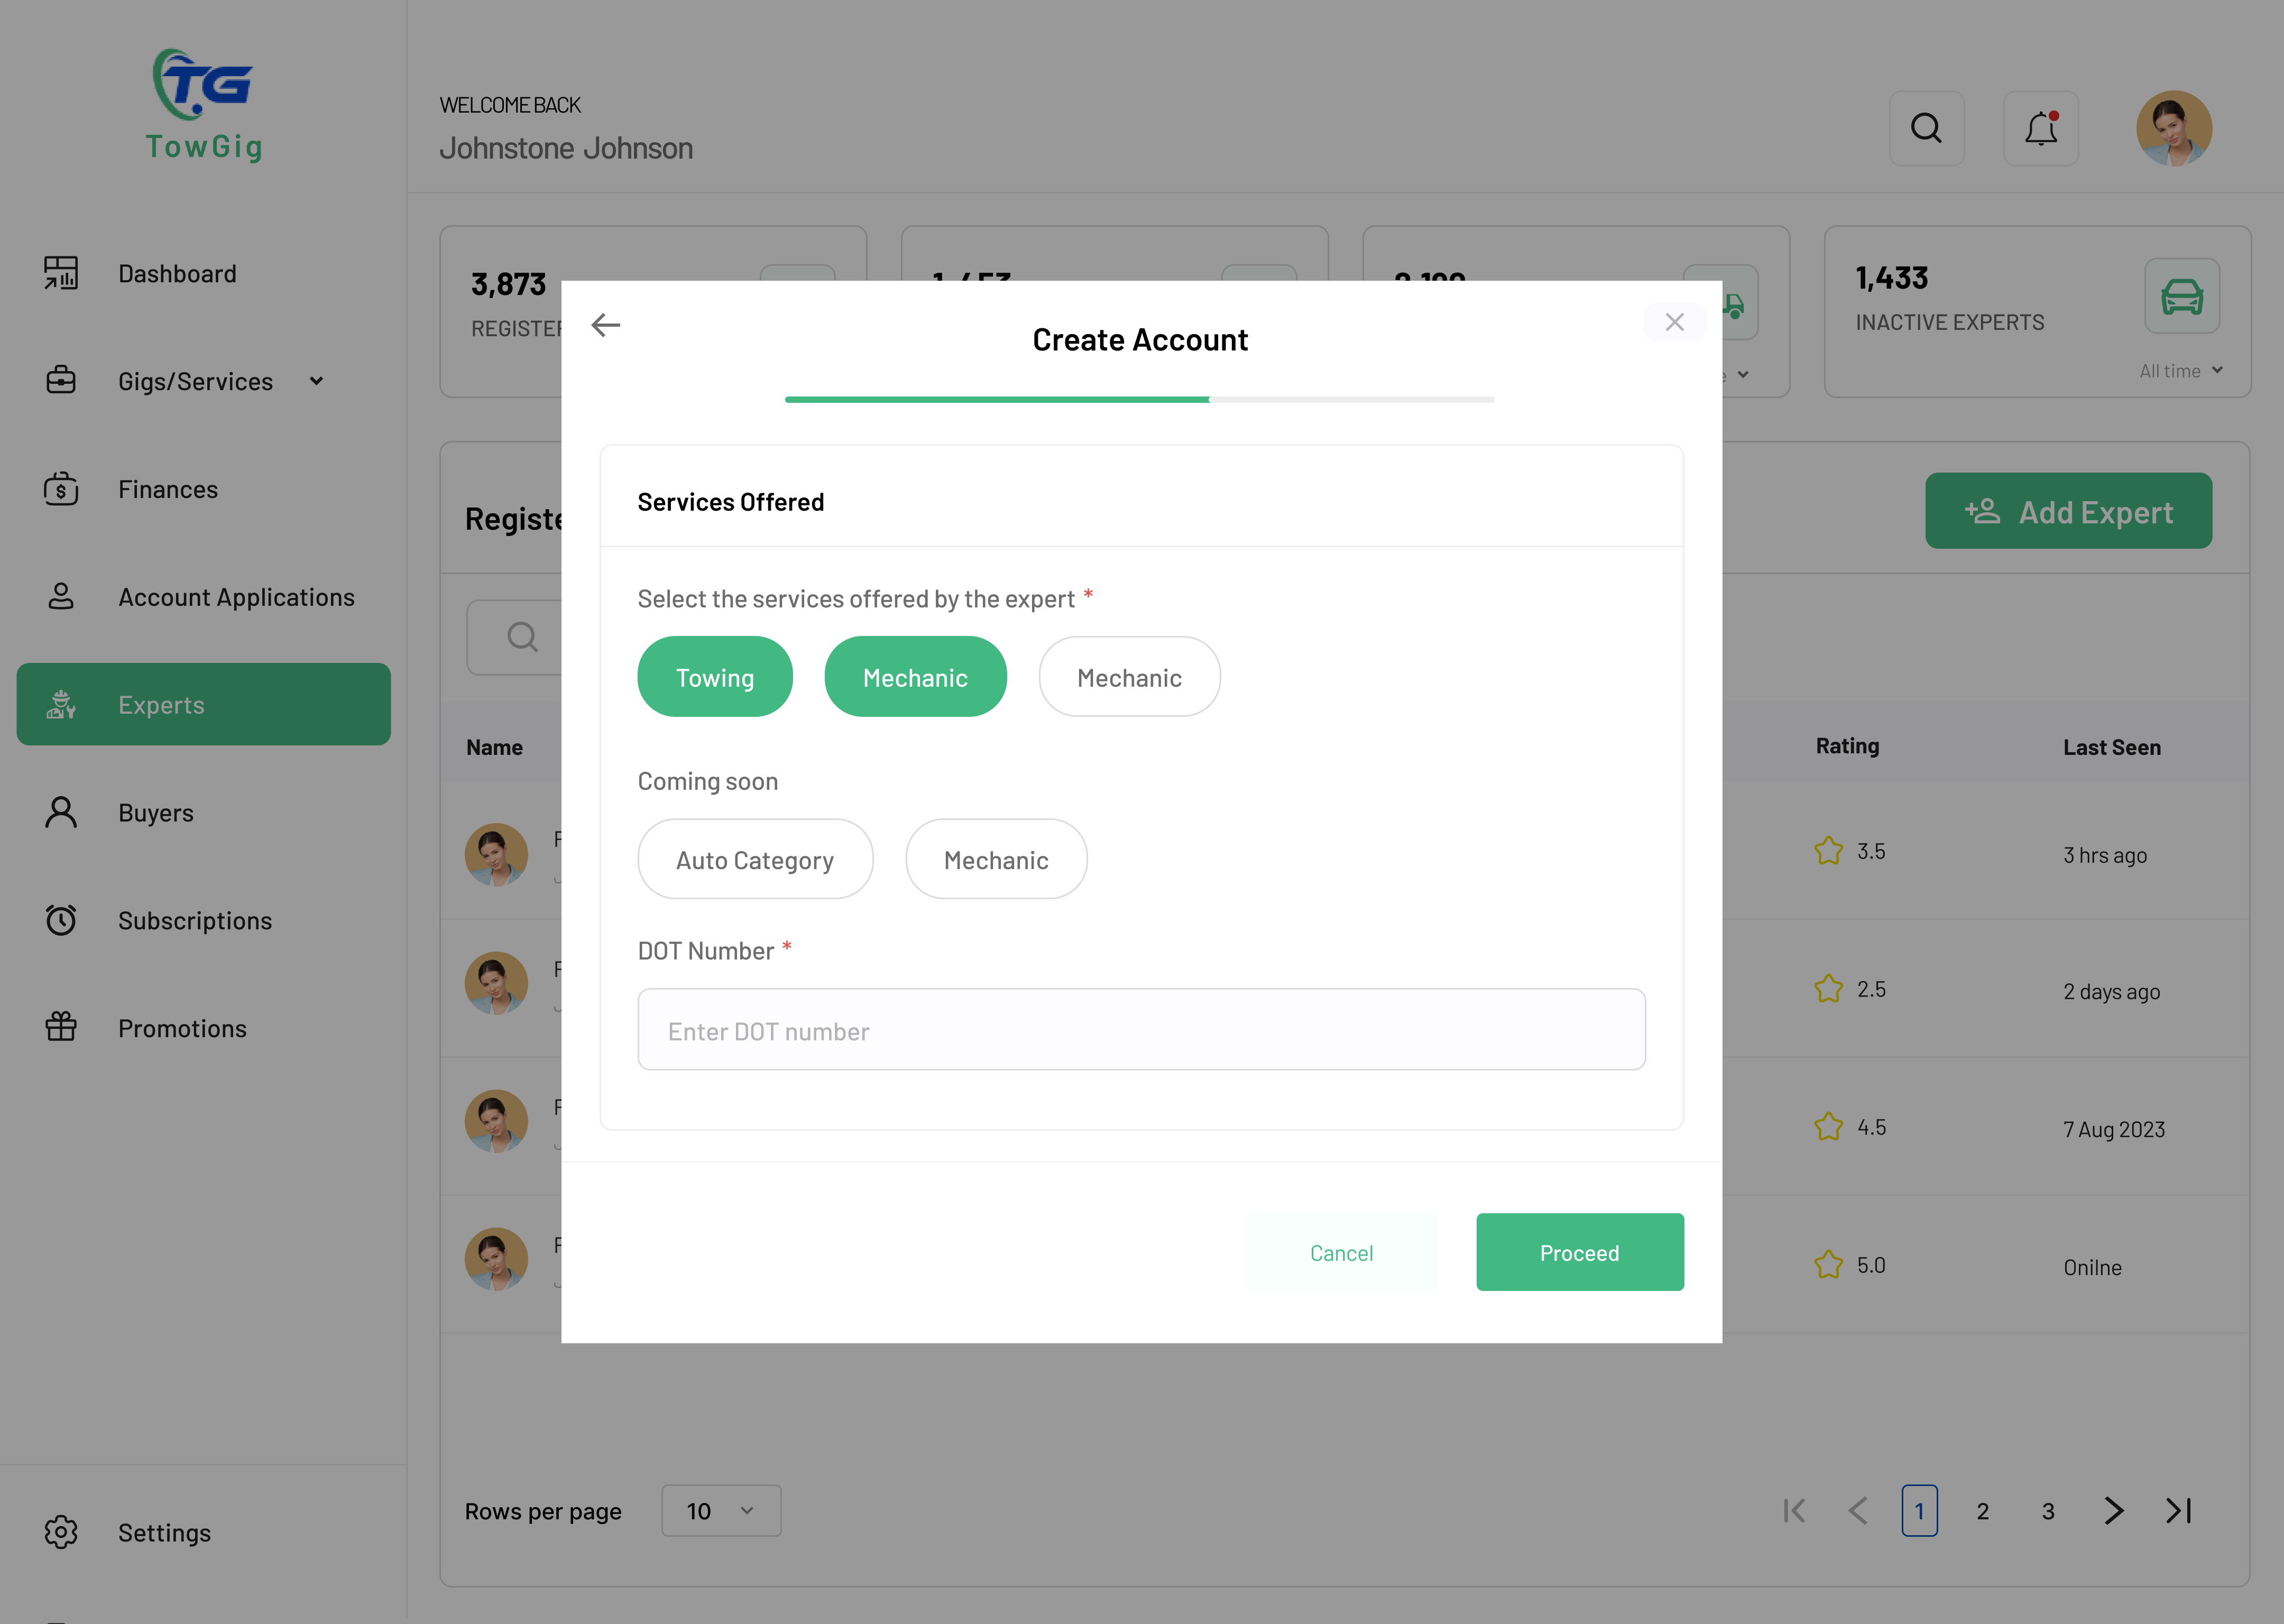 TG
TowGig
WELCOME BACK
Johnstone Johnson
Dashboard
Gigs/Services
Finances
Account Applications
Experts
Buyers
Subscriptions
Promotions
Settings
3,873
1,433
INACTIVE EXPERTS
All time
Add Expert
Name
Rating
Last Seen
3.5
3 hrs ago
2.5
2 days ago
4.5
7 Aug 2023
5.0
Onilne
Create Account
Services Offered
Select the services offered by the expert *
Towing
Mechanic
Mechanic
Coming soon
Auto Category
Mechanic
DOT Number *
Enter DOT number
Cancel
Proceed
Rows per page
10
1
2
3